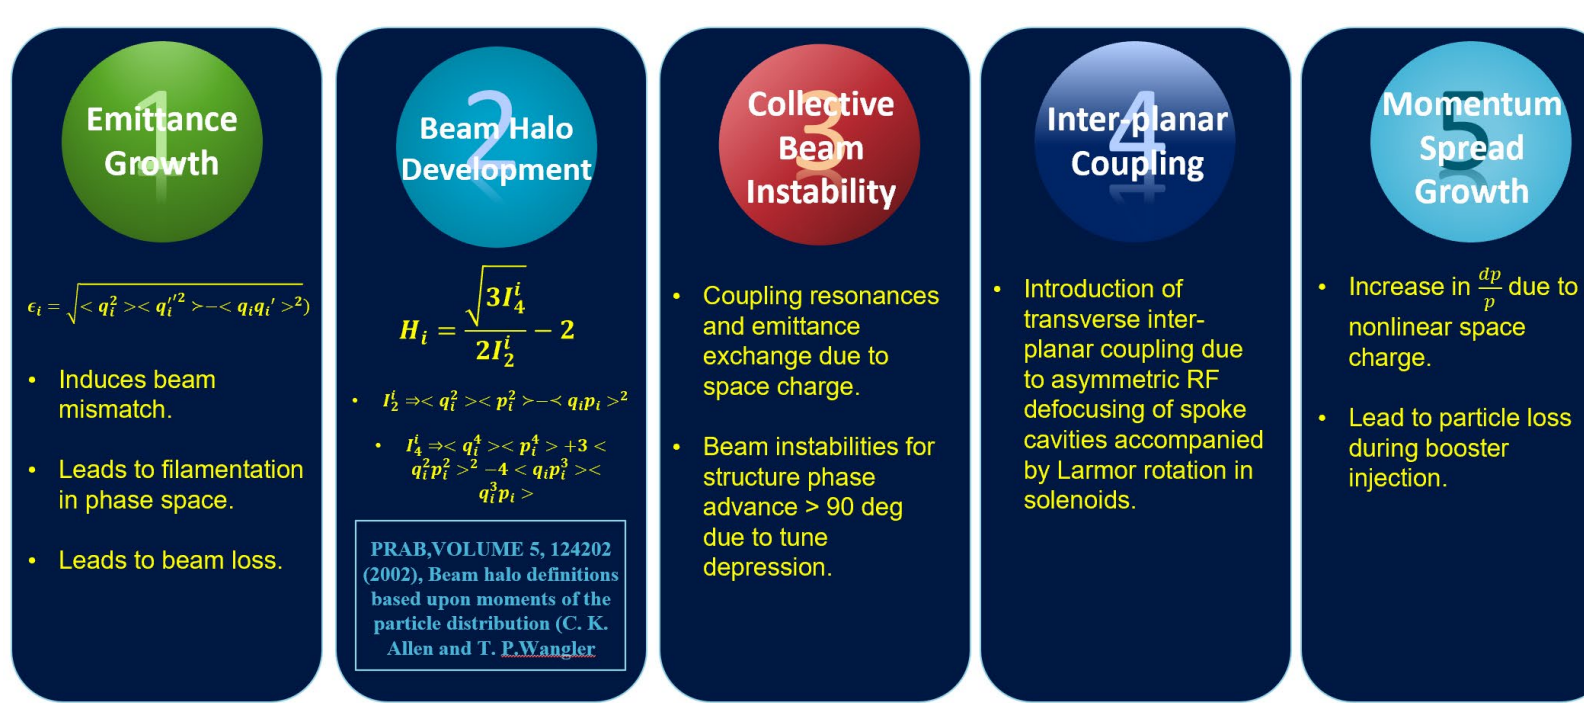 1
Emittance
Growth
ϵᵢ = √(< qᵢ² >< qᵢ′′² ≻−< qᵢqᵢ′ >²)
• Induces beam
mismatch.
• Leads to filamentation
in phase space.
• Leads to beam loss.
2
Beam Halo
Development
Hᵢ = √(3I₄ⁱ) / 2I₂ⁱ − 2
• I₂ⁱ ⇒< qᵢ² >< pᵢ² ≻−≺ qᵢpᵢ >²
• I₄ⁱ ⇒< qᵢ⁴ >< pᵢ⁴ > +3 <
qᵢ²pᵢ² >² −4 < qᵢpᵢ³ ><
qᵢ³pᵢ >
PRAB,VOLUME 5, 124202
(2002), Beam halo definitions
based upon moments of the
particle distribution (C. K.
Allen and T. P.Wangler
3
Collective
Beam
Instability
• Coupling resonances
and emittance
exchange due to
space charge.
• Beam instabilities for
structure phase
advance > 90 deg
due to tune
depression.
4
Inter-planar
Coupling
• Introduction of
transverse inter-
planar coupling due
to asymmetric RF
defocusing of spoke
cavities accompanied
by Larmor rotation in
solenoids.
5
Momentum
Spread
Growth
• Increase in dp/p due to
nonlinear space
charge.
• Lead to particle loss
during booster
injection.